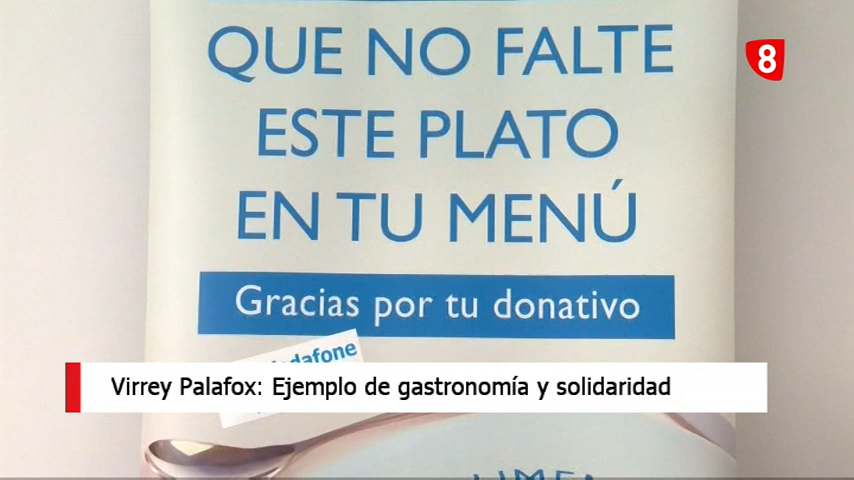 QUE NO FALTE
ESTE PLATO
EN TU MENÚ
Gracias por tu donativo
Virrey Palafox: Ejemplo de gastronomía y solidaridad
8